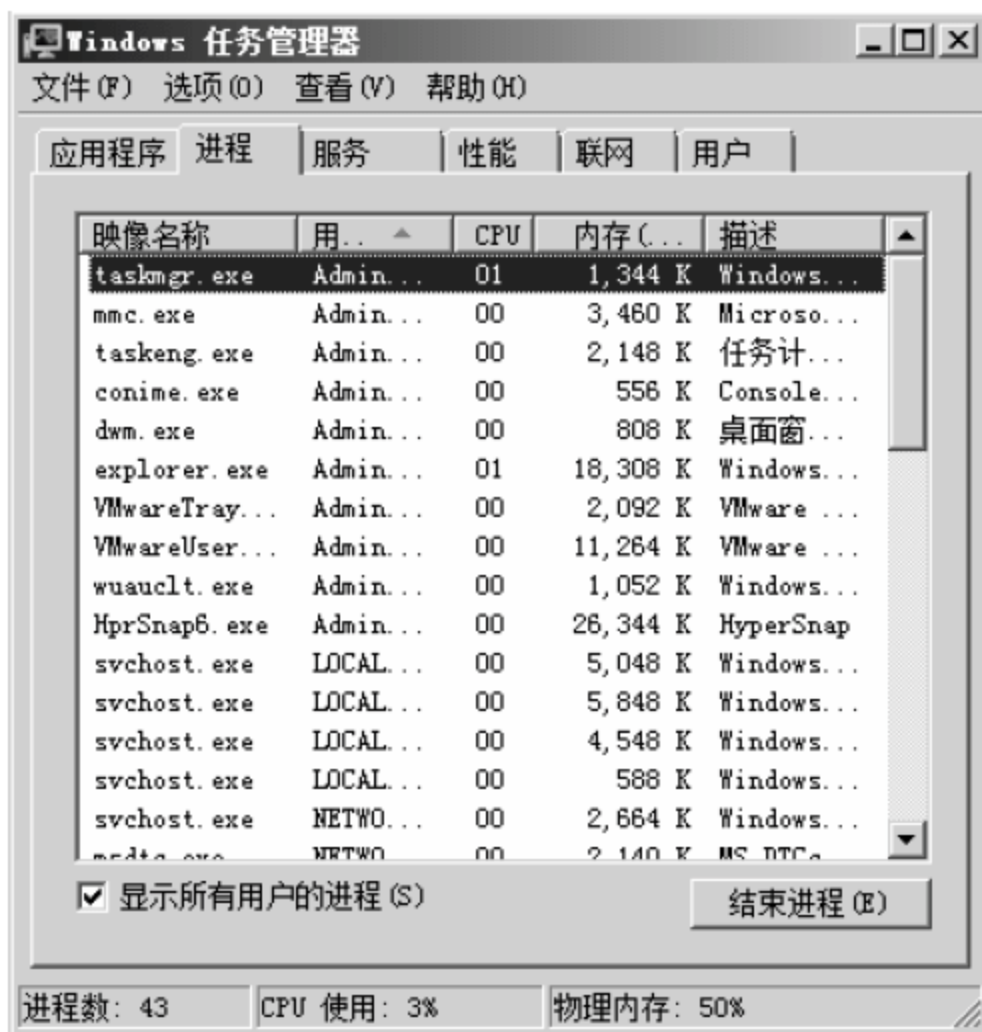 Windows 任务管理器
文件(F) 选项(O) 查看(V) 帮助(H)
应用程序 进程 服务 性能 联网 用户
映像名称 用.. CPU 内存(... 描述
taskmgr.exe Admin... 01 1,344 K Windows...
mmc.exe Admin... 00 3,460 K Microso...
taskeng.exe Admin... 00 2,148 K 任务计...
conime.exe Admin... 00 556 K Console...
dwm.exe Admin... 00 808 K 桌面窗...
explorer.exe Admin... 01 18,308 K Windows...
VMwareTray... Admin... 00 2,092 K VMware ...
VMwareUser... Admin... 00 11,264 K VMware ...
wuauclt.exe Admin... 00 1,052 K Windows...
HprSnap6.exe Admin... 00 26,344 K HyperSnap
svchost.exe LOCAL... 00 5,048 K Windows...
svchost.exe LOCAL... 00 5,848 K Windows...
svchost.exe LOCAL... 00 4,548 K Windows...
svchost.exe LOCAL... 00 588 K Windows...
svchost.exe NETWO... 00 2,664 K Windows...
msdtc.exe NETWO 00 2,140 K MS DTC
显示所有用户的进程(S) 结束进程(E)
进程数: 43 CPU 使用: 3% 物理内存: 50%